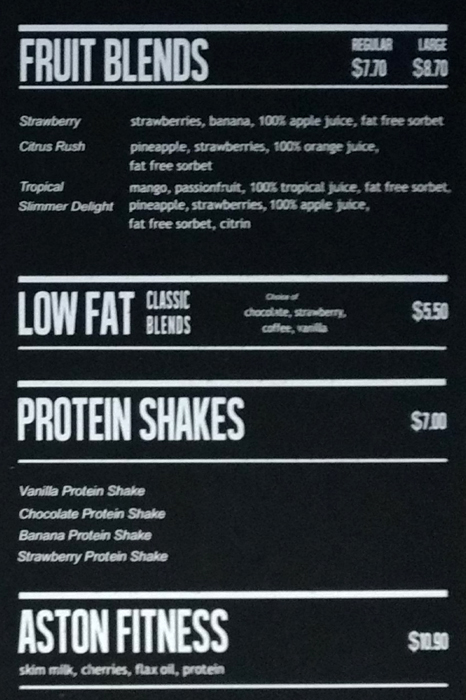 FRUIT BLENDS REGULAR $7.70 LARGE $8.70
Strawberry strawberries, banana, 100% apple juice, fat free sorbet
Citrus Rush pineapple, strawberries, 100% orange juice,
fat free sorbet
Tropical mango, passionfruit, 100% tropical juice, fat free sorbet,
Slimmer Delight pineapple, strawberries, 100% apple juice,
fat free sorbet, citrin
LOW FAT CLASSIC BLENDS $5.50
Choice of
chocolate, strawberry,
coffee, vanilla
PROTEIN SHAKES $7.00
Vanilla Protein Shake
Chocolate Protein Shake
Banana Protein Shake
Strawberry Protein Shake
ASTON FITNESS $10.90
skim milk, cherries, flax oil, protein